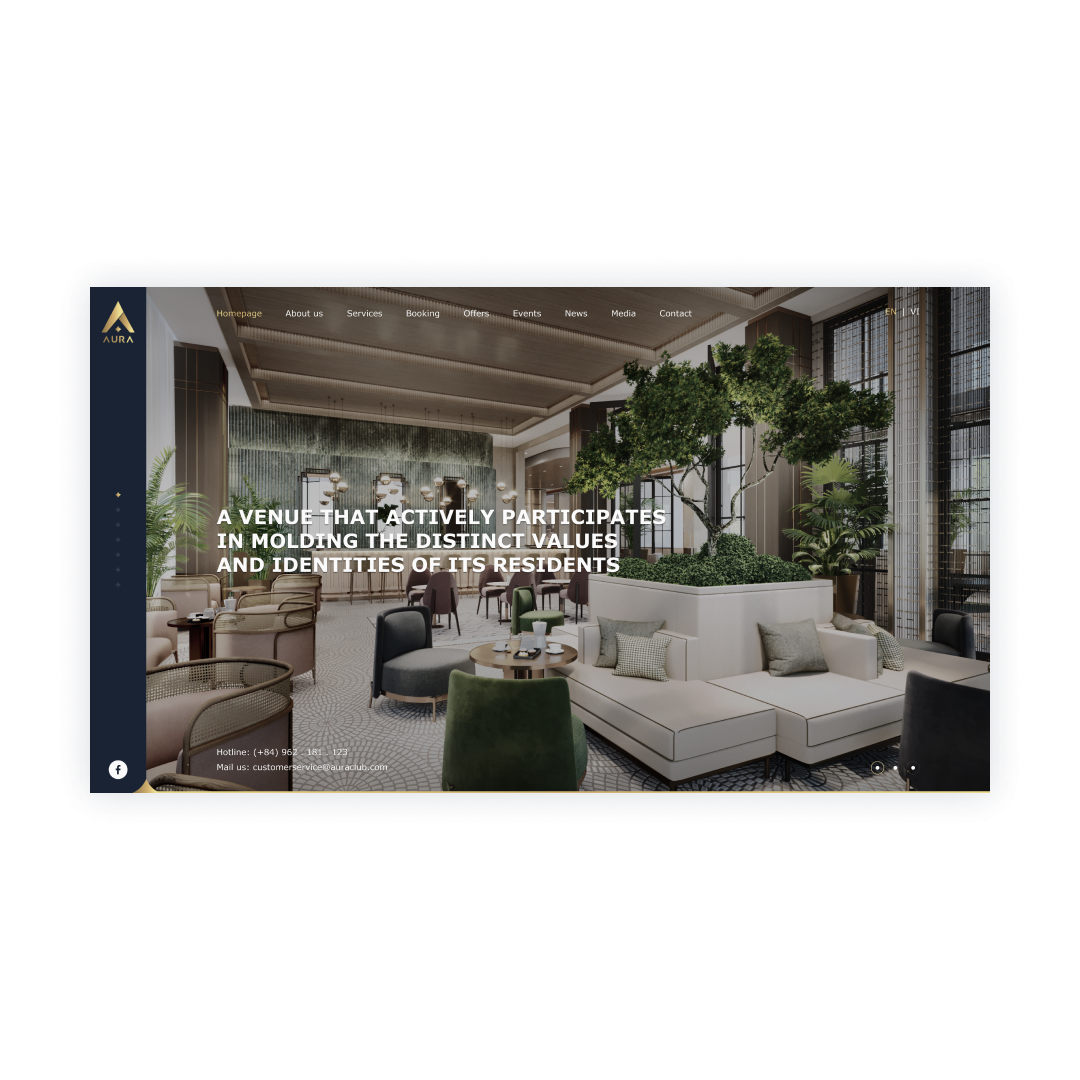 AURA
Homepage About us Services Booking Offers Events News Media Contact
EN | VI
A VENUE THAT ACTIVELY PARTICIPATES
IN MOLDING THE DISTINCT VALUES
AND IDENTITIES OF ITS RESIDENTS
Hotline: (+84) 962 . 181 . 123
Mail us: customerservice@auraclub.com